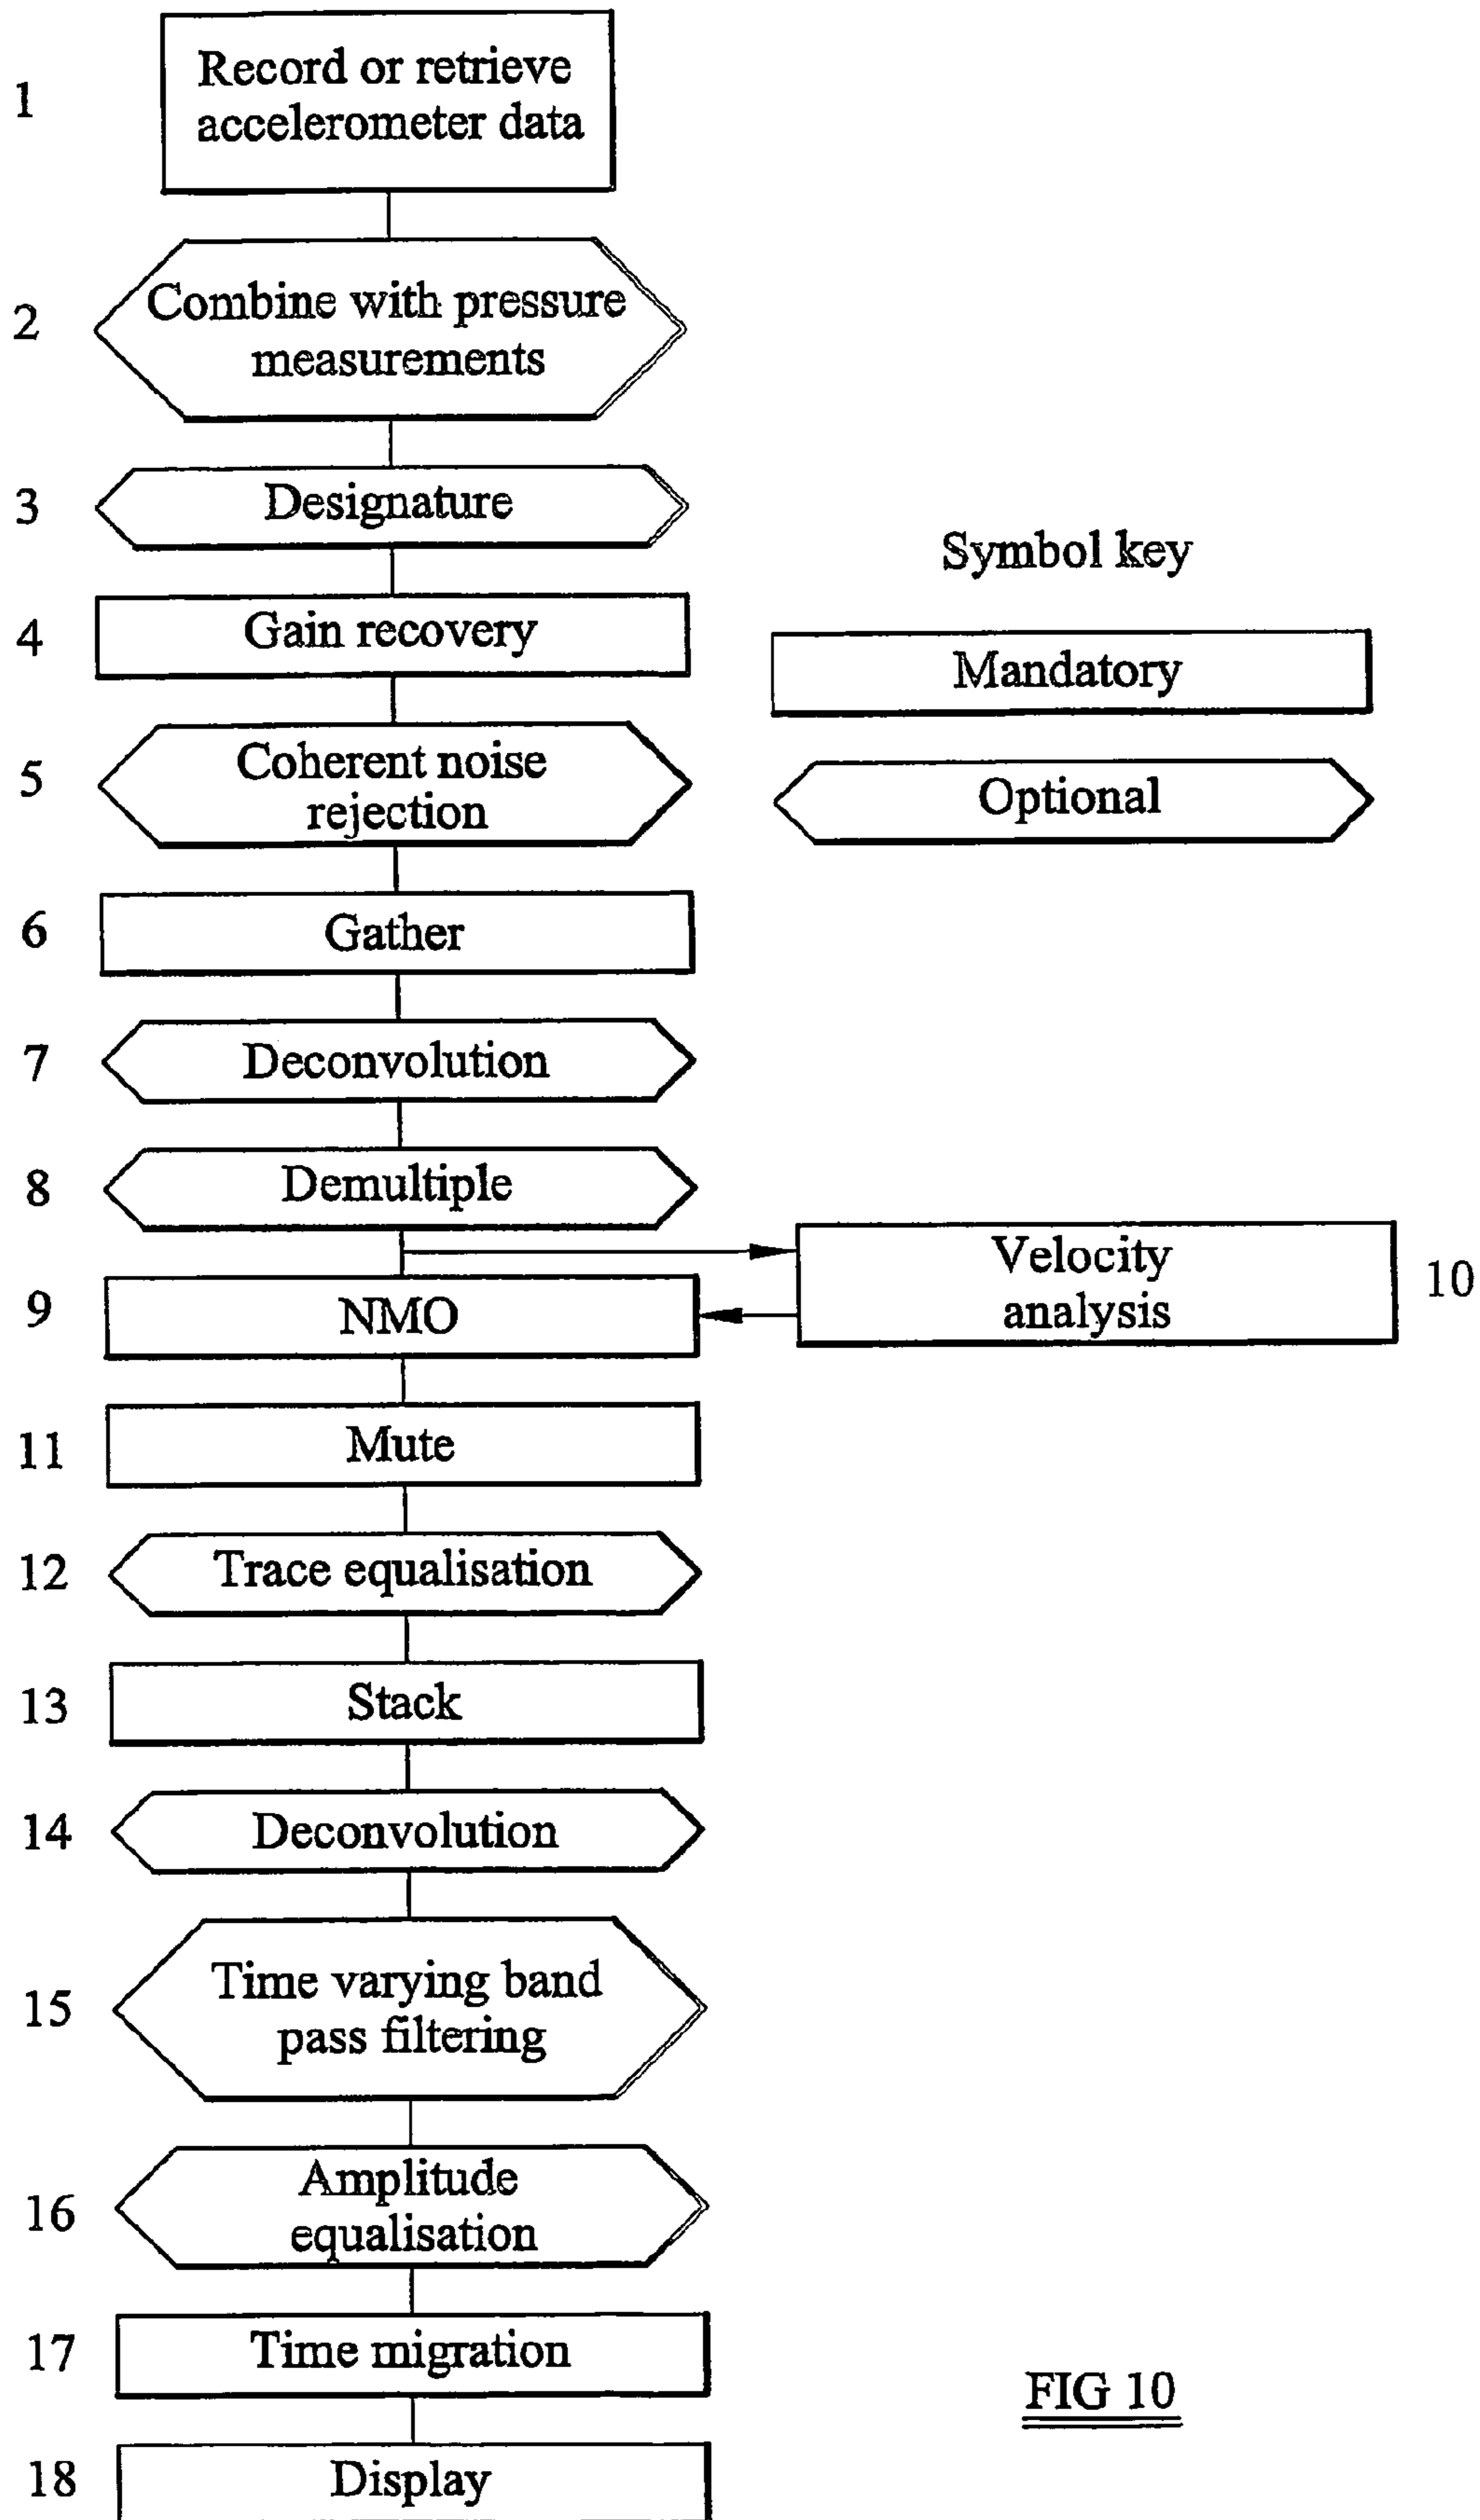 1
Record or retrieve
accelerometer data
2
Combine with pressure
measurements
3
Designature
Symbol key
4
Gain recovery
Mandatory
5
Coherent noise
rejection
Optional
6
Gather
7
Deconvolution
8
Demultiple
Velocity
analysis
10
9
NMO
11
Mute
12
Trace equalisation
13
Stack
14
Deconvolution
15
Time varying band
pass filtering
16
Amplitude
equalisation
17
Time migration
FIG 10
18
Display